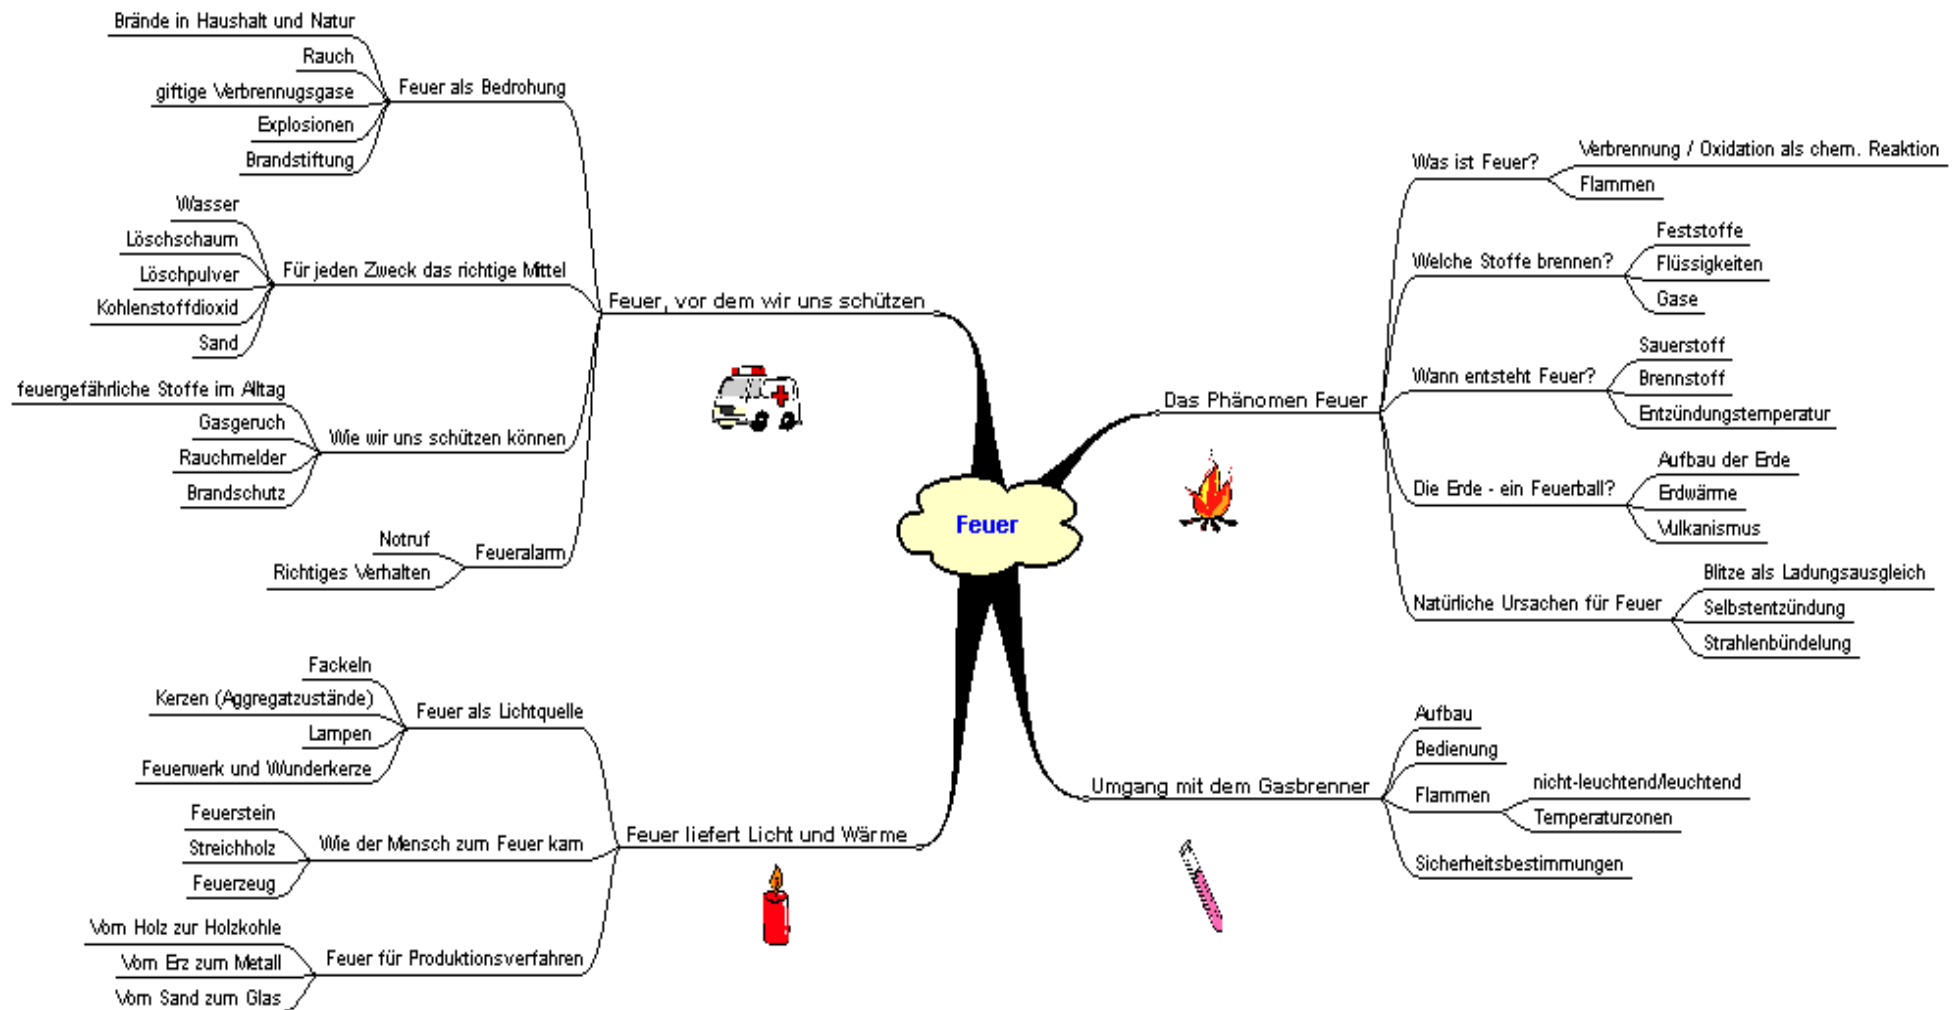 Feuer
Feuer, vor dem wir uns schützen
Feuer als Bedrohung
Brände in Haushalt und Natur
Rauch
giftige Verbrennugsgase
Explosionen
Brandstiftung
Für jeden Zweck das richtige Mittel
Wasser
Löschschaum
Löschpulver
Kohlenstoffdioxid
Sand
Wie wir uns schützen können
feuergefährliche Stoffe im Alltag
Gasgeruch
Rauchmelder
Brandschutz
Feueralarm
Notruf
Richtiges Verhalten
Feuer liefert Licht und Wärme
Feuer als Lichtquelle
Fackeln
Kerzen (Aggregatzustände)
Lampen
Feuerwerk und Wunderkerze
Wie der Mensch zum Feuer kam
Feuerstein
Streichholz
Feuerzeug
Feuer für Produktionsverfahren
Vom Holz zur Holzkohle
Vom Erz zum Metall
Vom Sand zum Glas
Das Phänomen Feuer
Was ist Feuer?
Verbrennung / Oxidation als chem. Reaktion
Flammen
Welche Stoffe brennen?
Feststoffe
Flüssigkeiten
Gase
Wann entsteht Feuer?
Sauerstoff
Brennstoff
Entzündungstemperatur
Die Erde - ein Feuerball?
Aufbau der Erde
Erdwärme
Vulkanismus
Natürliche Ursachen für Feuer
Blitze als Ladungsausgleich
Selbstentzündung
Strahlenbündelung
Umgang mit dem Gasbrenner
Aufbau
Bedienung
Flammen
nicht-leuchtend/leuchtend
Temperaturzonen
Sicherheitsbestimmungen